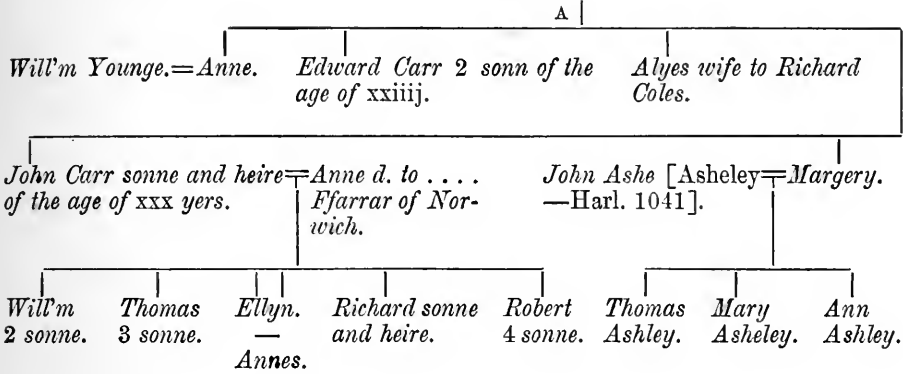 A
Will'm Younge.=Anne. Edward Carr 2 sonn of the Alyes wife to Richard
age of xxiiij. Coles.
John Carr sonne and heire=Anne d. to .... John Ashe [Asheley=Margery.
of the age of xxx yers. Ffarrar of Nor- —Harl. 1041].
wich.
Will'm Thomas Ellyn. Richard sonne Robert Thomas Mary Ann
2 sonne. 3 sonne. — and heire. 4 sonne. Ashley. Asheley. Ashley.
Annes.